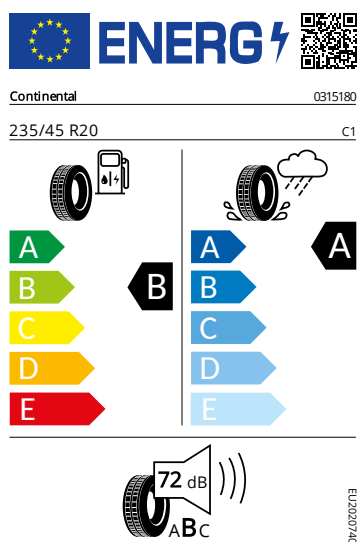 ENERG
Continental
0315180
235/45 R20
C1
A
B
C
D
E
B
A
B
C
D
E
A
72 dB
ABC
EU2020/740